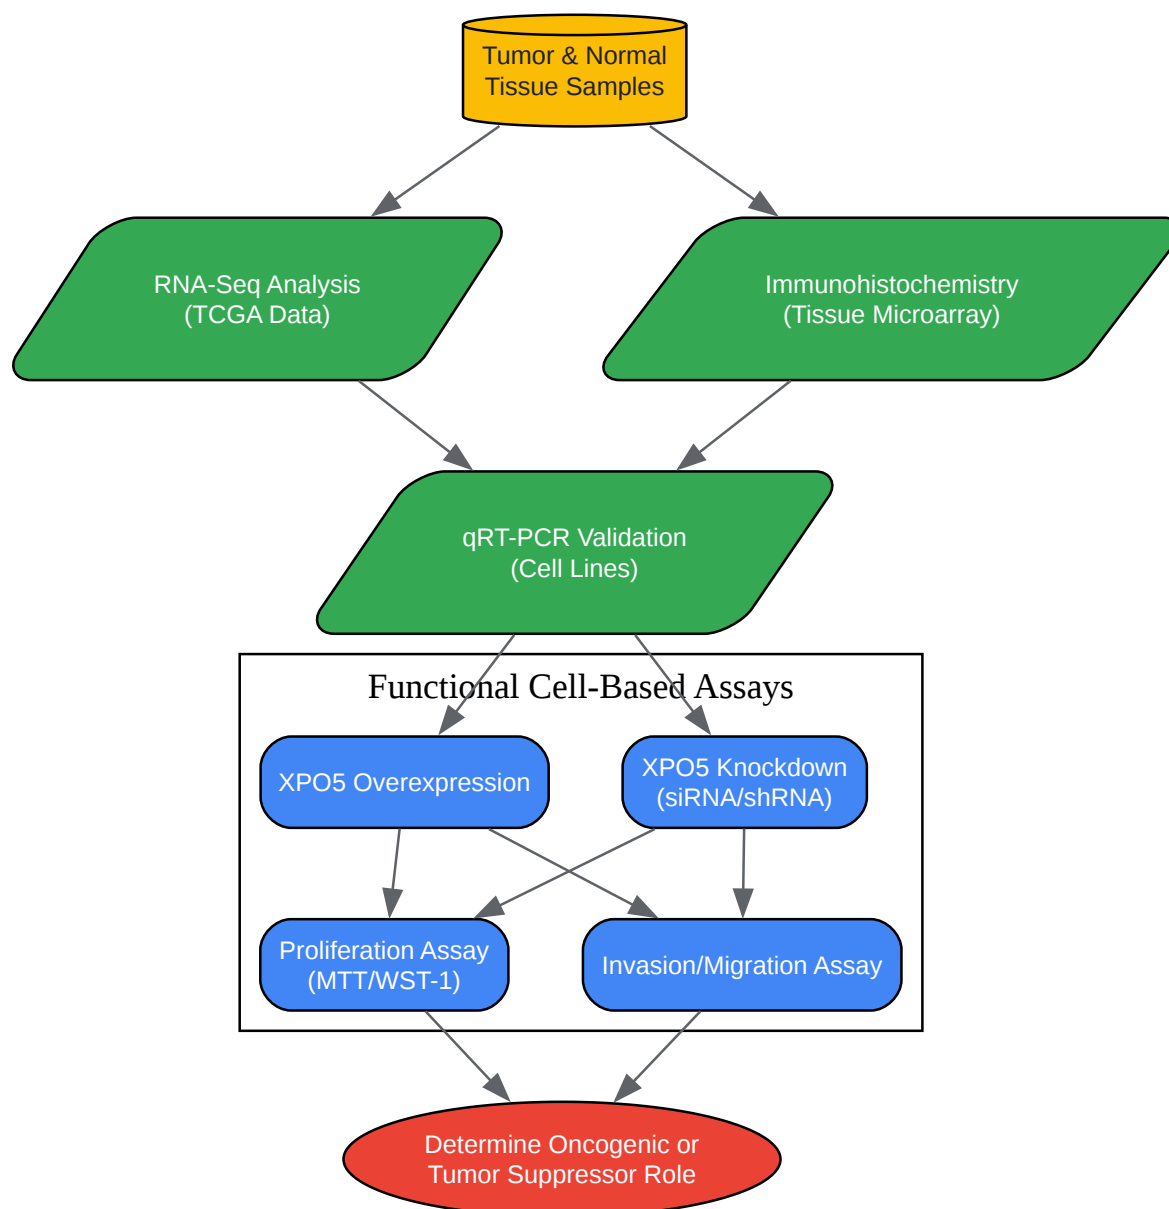 Tumor & Normal
Tissue Samples
RNA-Seq Analysis
(TCGA Data)
Immunohistochemistry
(Tissue Microarray)
qRT-PCR Validation
(Cell Lines)
Functional Cell-Based Assays
XPO5 Overexpression
XPO5 Knockdown
(siRNA/shRNA)
Proliferation Assay
(MTT/WST-1)
Invasion/Migration Assay
Determine Oncogenic or
Tumor Suppressor Role